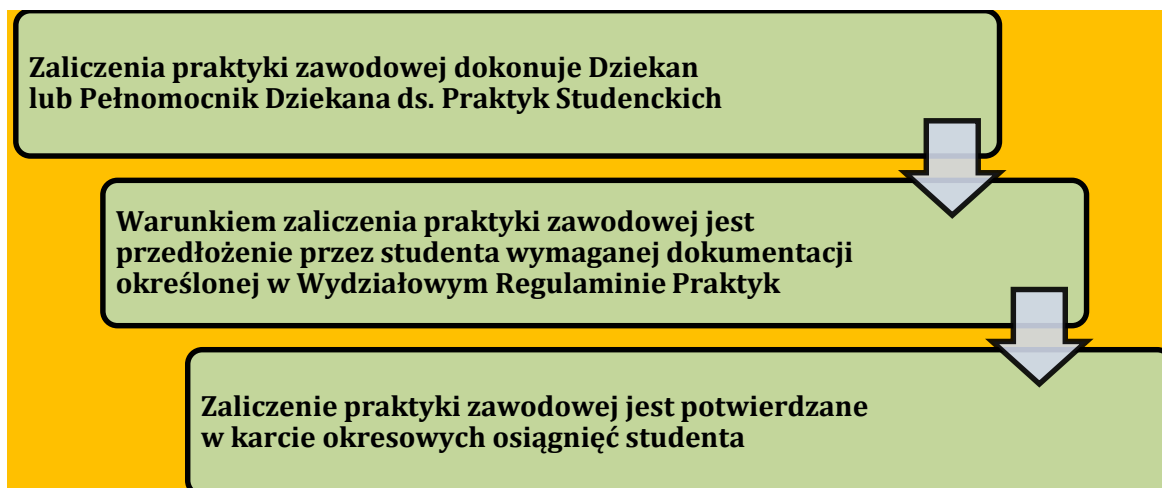 Zaliczenia praktyki zawodowej dokonuje Dziekan
lub Pełnomocnik Dziekana ds. Praktyk Studenckich
Warunkiem zaliczenia praktyki zawodowej jest
przedłożenie przez studenta wymaganej dokumentacji
określonej w Wydziałowym Regulaminie Praktyk
Zaliczenie praktyki zawodowej jest potwierdzane
w karcie okresowych osiągnięć studenta